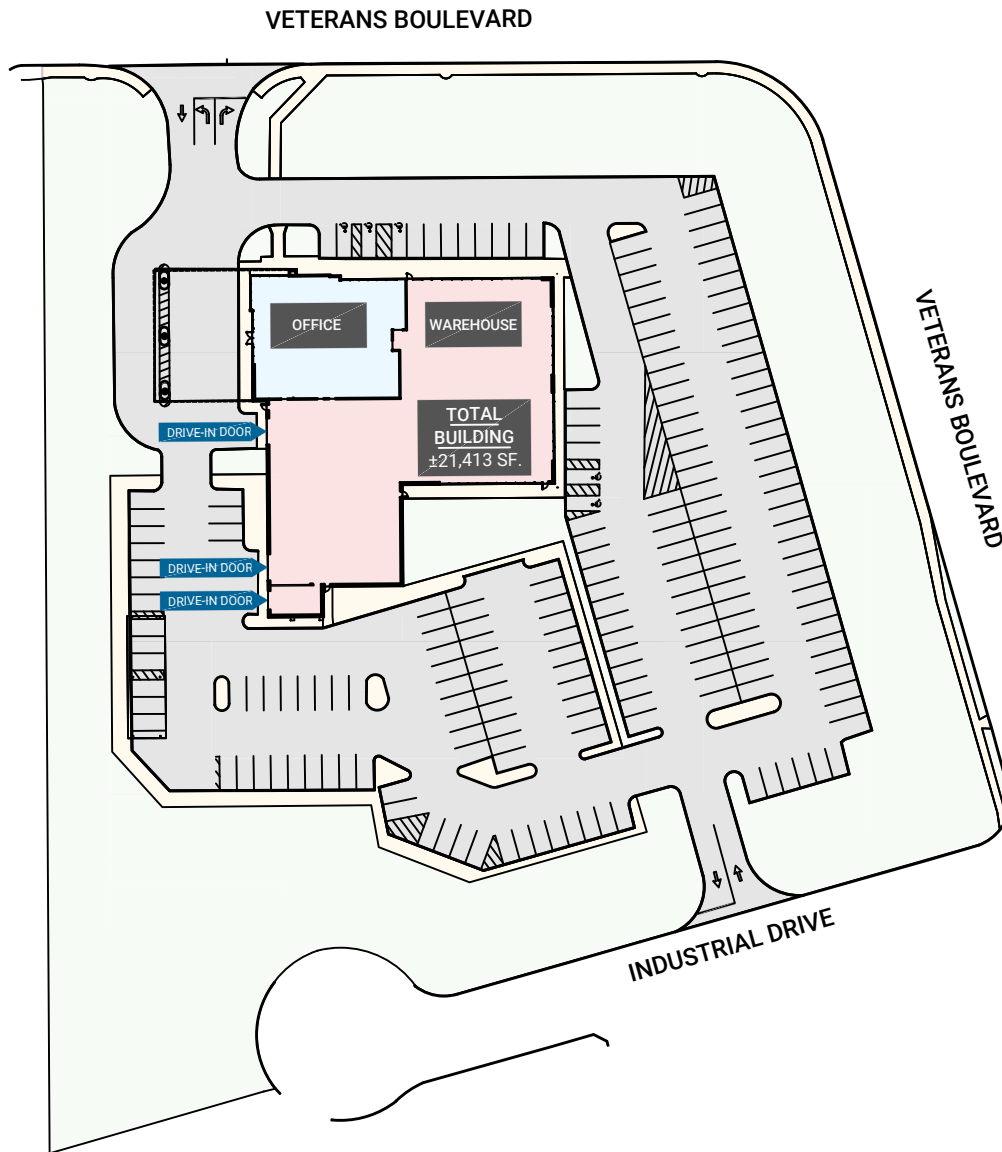 VETERANS BOULEVARD
OFFICE
WAREHOUSE
VETERANS BOULEVARD
TOTAL
BUILDING
±21,413 SF.
DRIVE-IN DOOR
DRIVE-IN DOOR
DRIVE-IN DOOR
INDUSTRIAL DRIVE